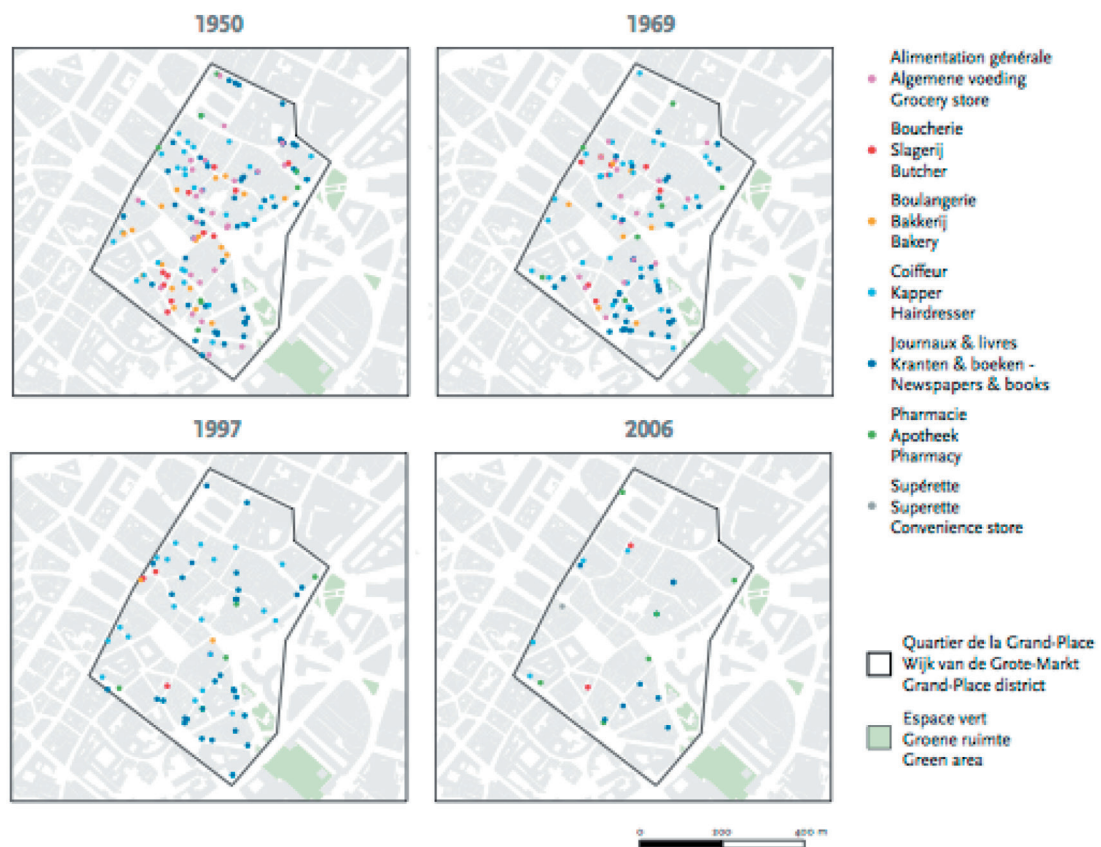 1950
1969
Alimentation générale
Algemene voeding
Grocery store
Boucherie
Slagerij
Butcher
Boulangerie
Bakkerij
Bakery
Coiffeur
Kapper
Hairdresser
Journaux & livres
Kranten & boeken -
Newspapers & books
Pharmacie
Apotheek
Pharmacy
Supérette
Superette
Convenience store
1997
2006
Quartier de la Grand-Place
Wijk van de Grote-Markt
Grand-Place district
Espace vert
Groene ruimte
Green area
0 200 400 m